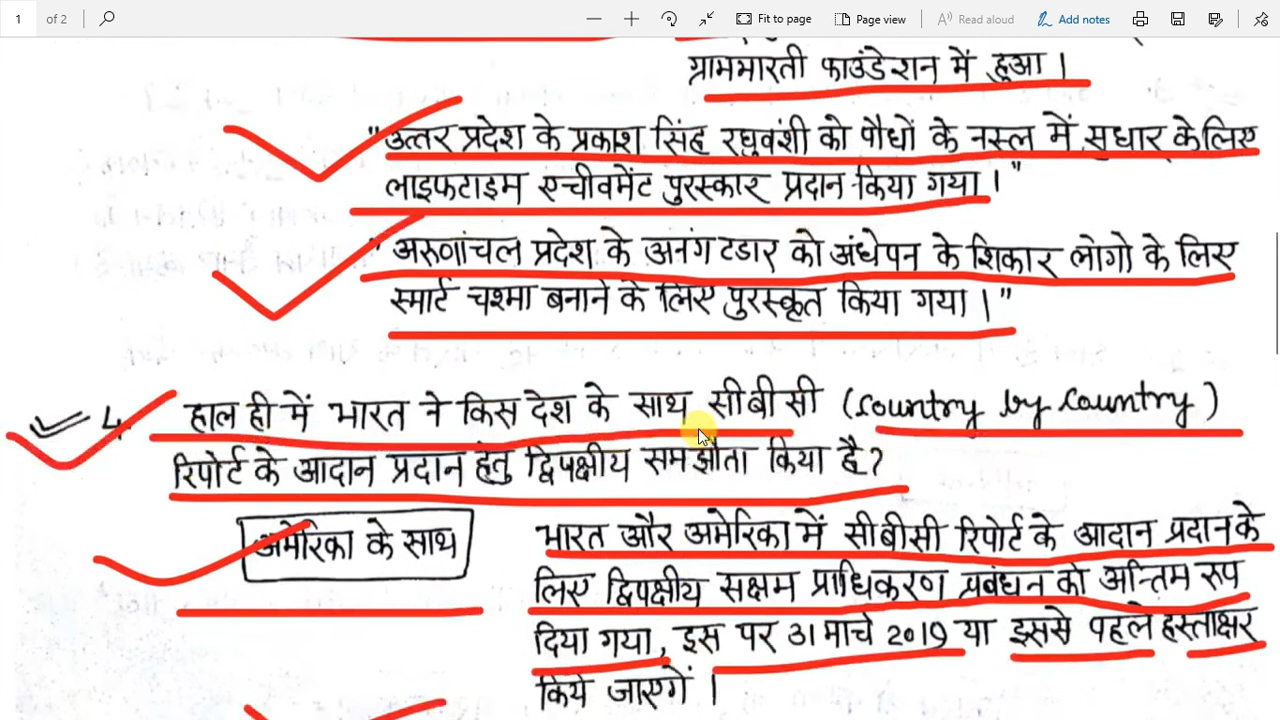 1 of 2 Fit to page Page view Read aloud Add notes
ग्रामभारती फाउंडेशन में हुआ।
"उत्तर प्रदेश के प्रकाश सिंह रघुवंशी को पौधों के नस्ल में सुधार के लिए
लाइफटाइम एचीवमेंट पुरस्कार प्रदान किया गया।"
"अरुणांचल प्रदेश के अनंग टडार को अंधेपन के शिकार लोगो के लिए
स्मार्ट चश्मा बनाने के लिए पुरस्कृत किया गया।"
4 हाल ही में भारत ने किस देश के साथ सीबीसी (Country by Country)
रिपोर्ट के आदान प्रदान हेतु द्विपक्षीय समझौता किया है?
अमेरिका के साथ
भारत और अमेरिका में सीबीसी रिपोर्ट के आदान प्रदान के
लिए द्विपक्षीय सक्षम प्राधिकरण प्रबंधन को अन्तिम रुप
दिया गया, इस पर 31 मार्च 2019 या इससे पहले हस्ताक्षर
किये जाएगें।